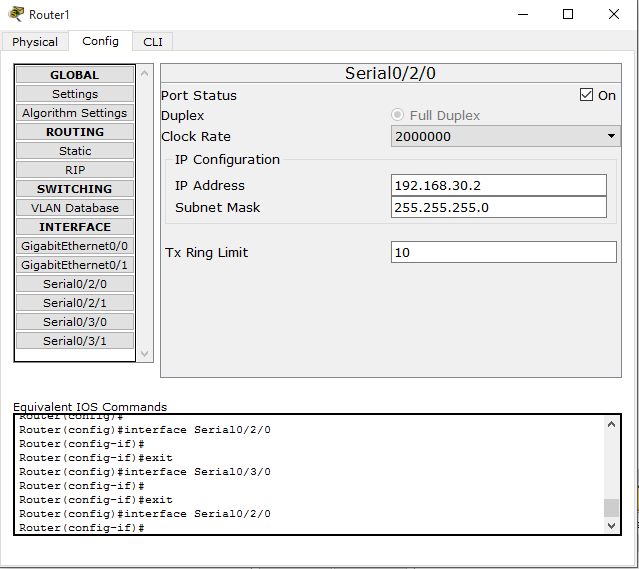 Router1
Physical Config CLI
GLOBAL
Settings
Algorithm Settings
ROUTING
Static
RIP
SWITCHING
VLAN Database
INTERFACE
GigabitEthernet0/0
GigabitEthernet0/1
Serial0/2/0
Serial0/2/1
Serial0/3/0
Serial0/3/1
Serial0/2/0
Port Status On
Duplex Full Duplex
Clock Rate 2000000
IP Configuration
IP Address 192.168.30.2
Subnet Mask 255.255.255.0
Tx Ring Limit 10
Equivalent IOS Commands
Router(config)#
Router(config)#interface Serial0/2/0
Router(config-if)#
Router(config-if)#exit
Router(config)#interface Serial0/3/0
Router(config-if)#
Router(config-if)#exit
Router(config)#interface Serial0/2/0
Router(config-if)#